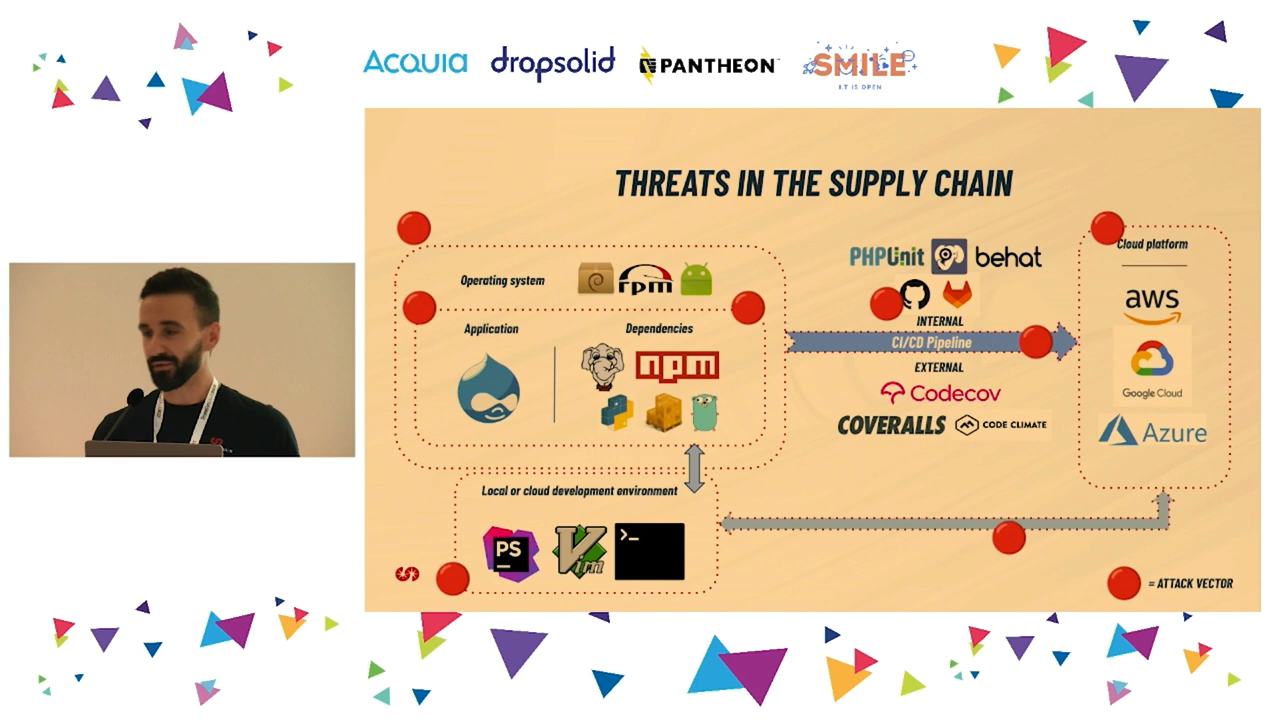 ACQUIA
dropsolid
PANTHEON
SMILE
I.T IS OPEN
THREATS IN THE SUPPLY CHAIN
Operating system
rpm
Application
Dependencies
npm
Local or cloud development environment
PS
Vim
>_
PHPUnit
behat
INTERNAL
CI/CD Pipeline
EXTERNAL
Codecov
COVERALLS
CODE CLIMATE
Cloud platform
aws
Google Cloud
Azure
= ATTACK VECTOR